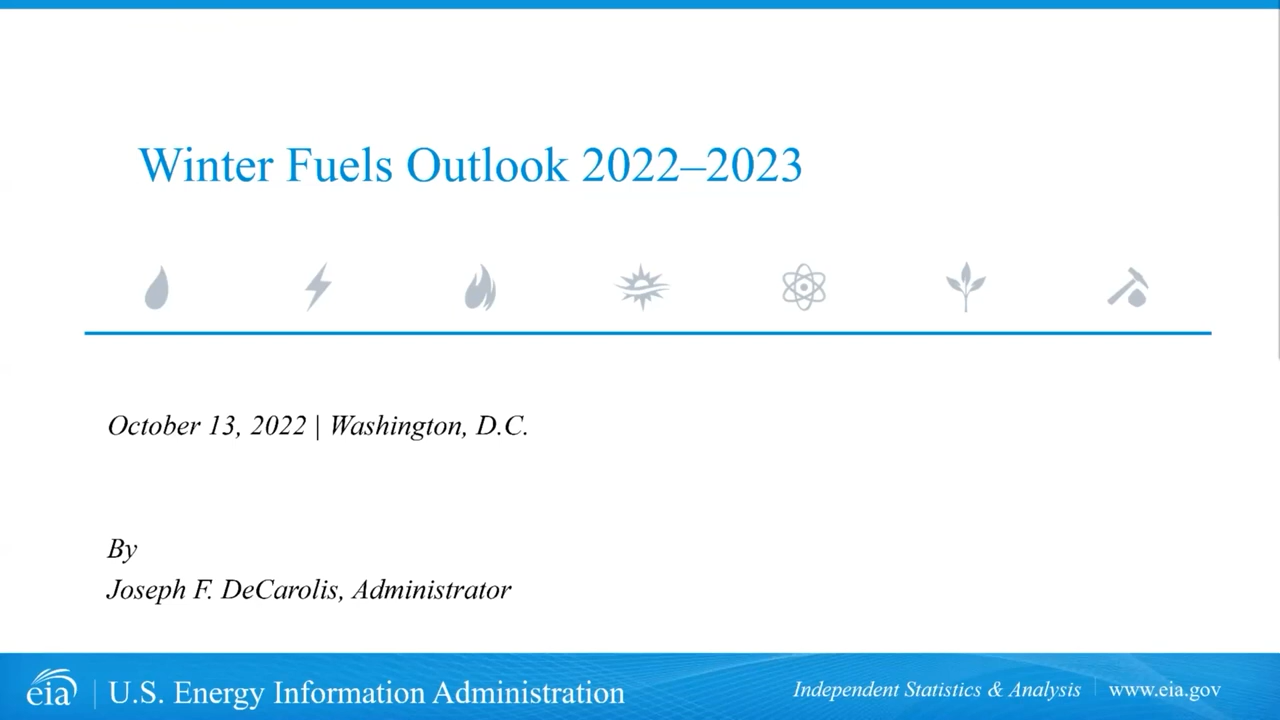 Winter Fuels Outlook 2022–2023
October 13, 2022 | Washington, D.C.
By
Joseph F. DeCarolis, Administrator
eia
U.S. Energy Information Administration
Independent Statistics & Analysis
www.eia.gov